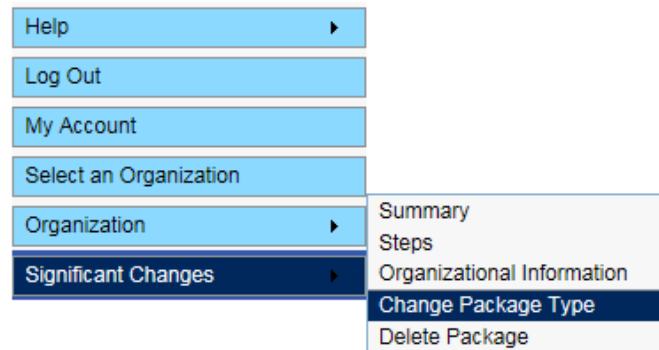 Help
Log Out
My Account
Select an Organization
Organization
Significant Changes
Summary
Steps
Organizational Information
Change Package Type
Delete Package